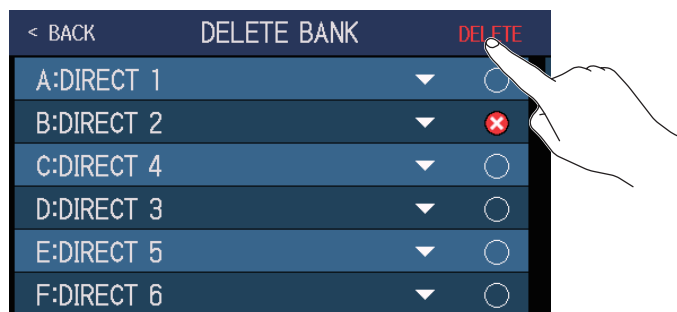 < BACK DELETE BANK DELETE
A:DIRECT 1
B:DIRECT 2
C:DIRECT 4
D:DIRECT 3
E:DIRECT 5
F:DIRECT 6